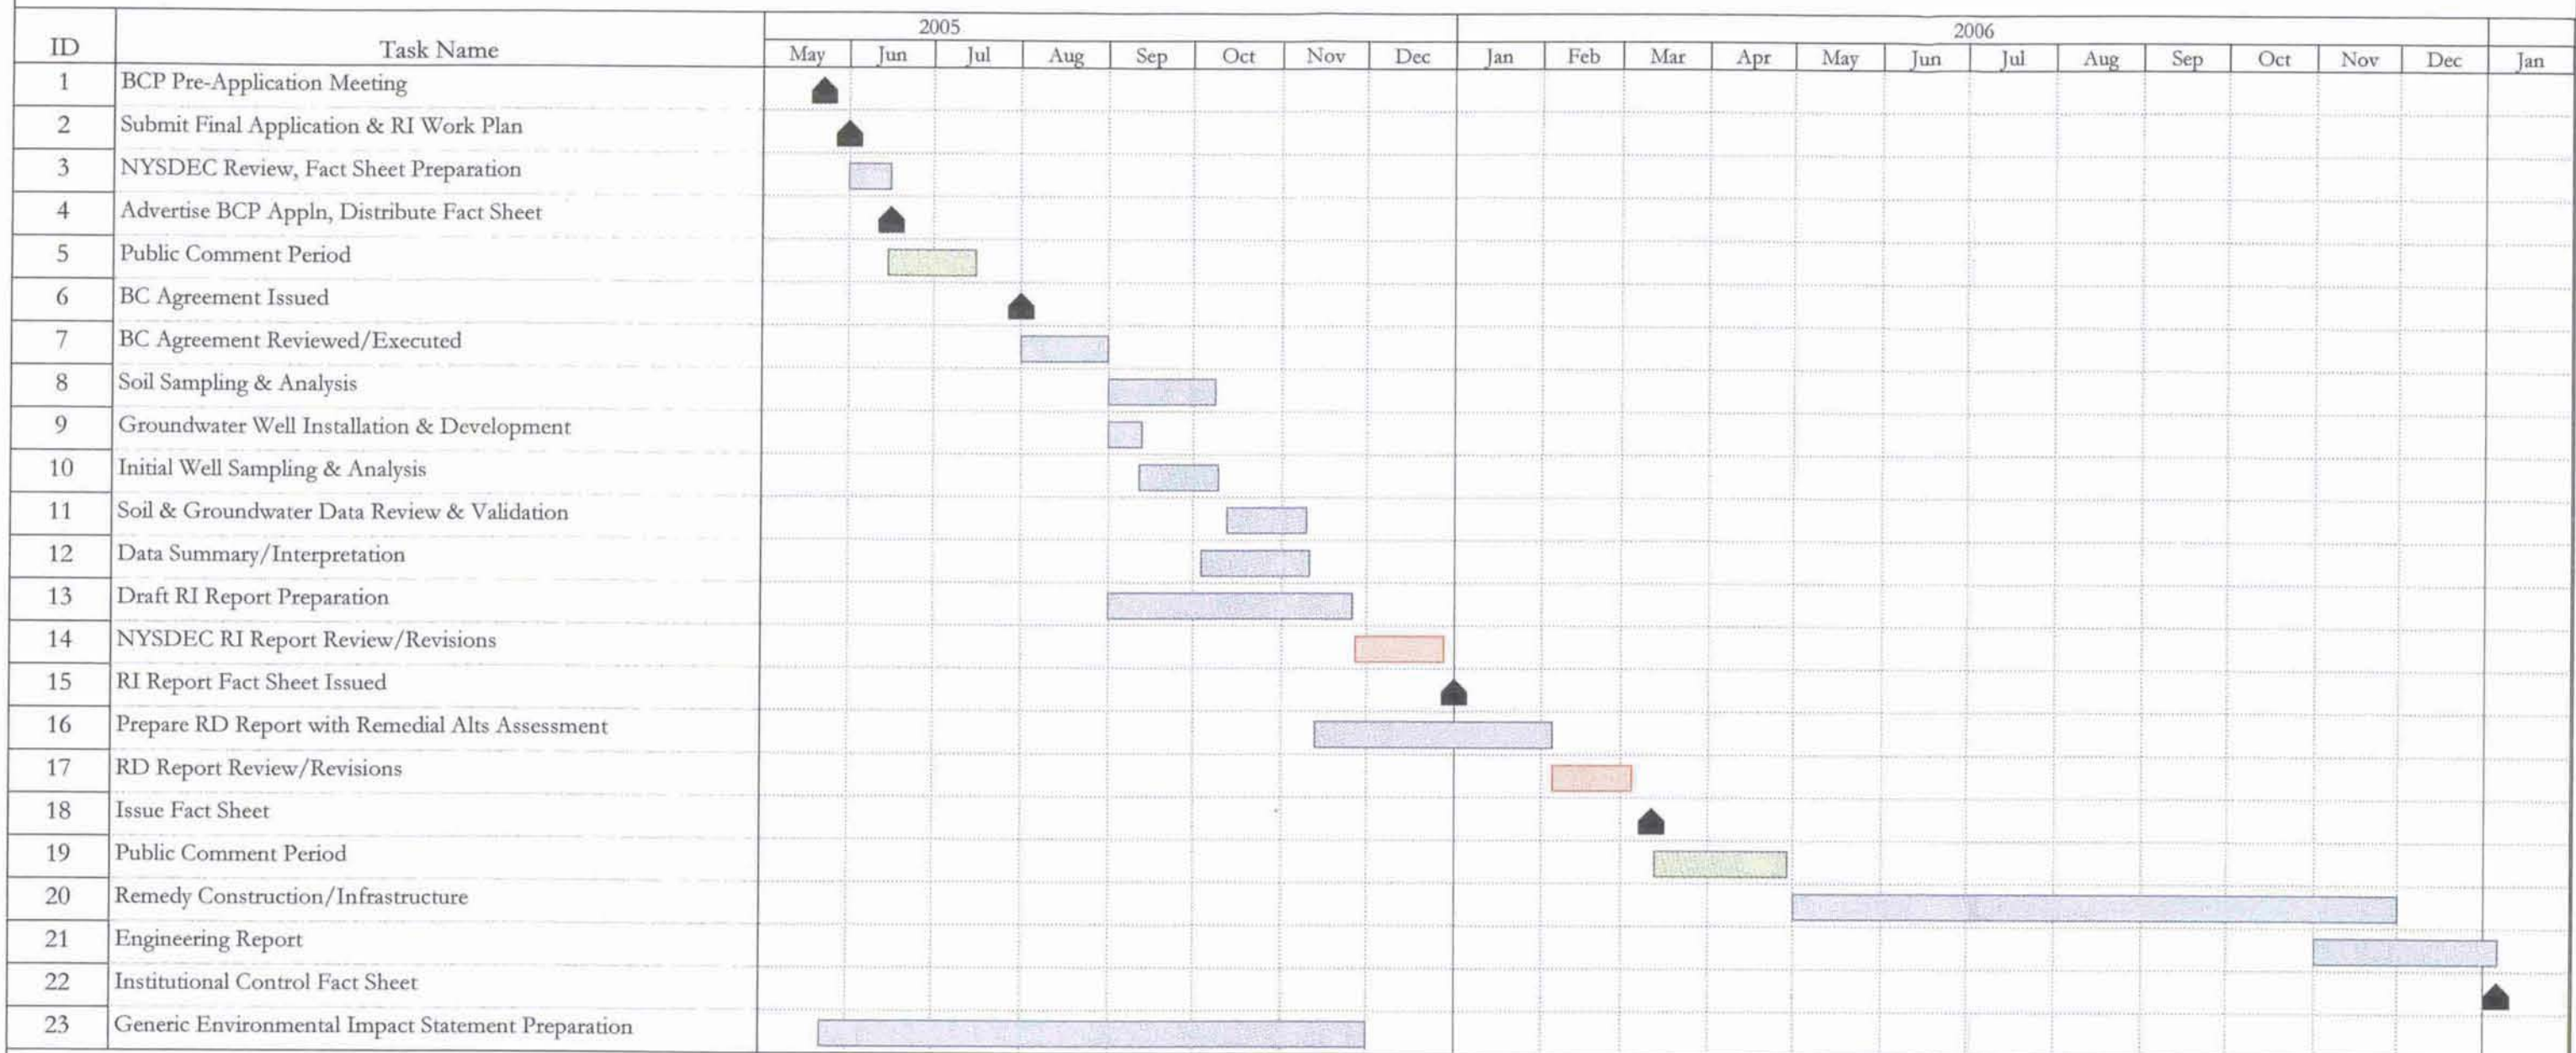 2005 2006
ID Task Name May Jun Jul Aug Sep Oct Nov Dec Jan Feb Mar Apr May Jun Jul Aug Sep Oct Nov Dec Jan
1 BCP Pre-Application Meeting
2 Submit Final Application & RI Work Plan
3 NYSDEC Review, Fact Sheet Preparation
4 Advertise BCP Appln, Distribute Fact Sheet
5 Public Comment Period
6 BC Agreement Issued
7 BC Agreement Reviewed/Executed
8 Soil Sampling & Analysis
9 Groundwater Well Installation & Development
10 Initial Well Sampling & Analysis
11 Soil & Groundwater Data Review & Validation
12 Data Summary/Interpretation
13 Draft RI Report Preparation
14 NYSDEC RI Report Review/Revisions
15 RI Report Fact Sheet Issued
16 Prepare RD Report with Remedial Alts Assessment
17 RD Report Review/Revisions
18 Issue Fact Sheet
19 Public Comment Period
20 Remedy Construction/Infrastructure
21 Engineering Report
22 Institutional Control Fact Sheet
23 Generic Environmental Impact Statement Preparation